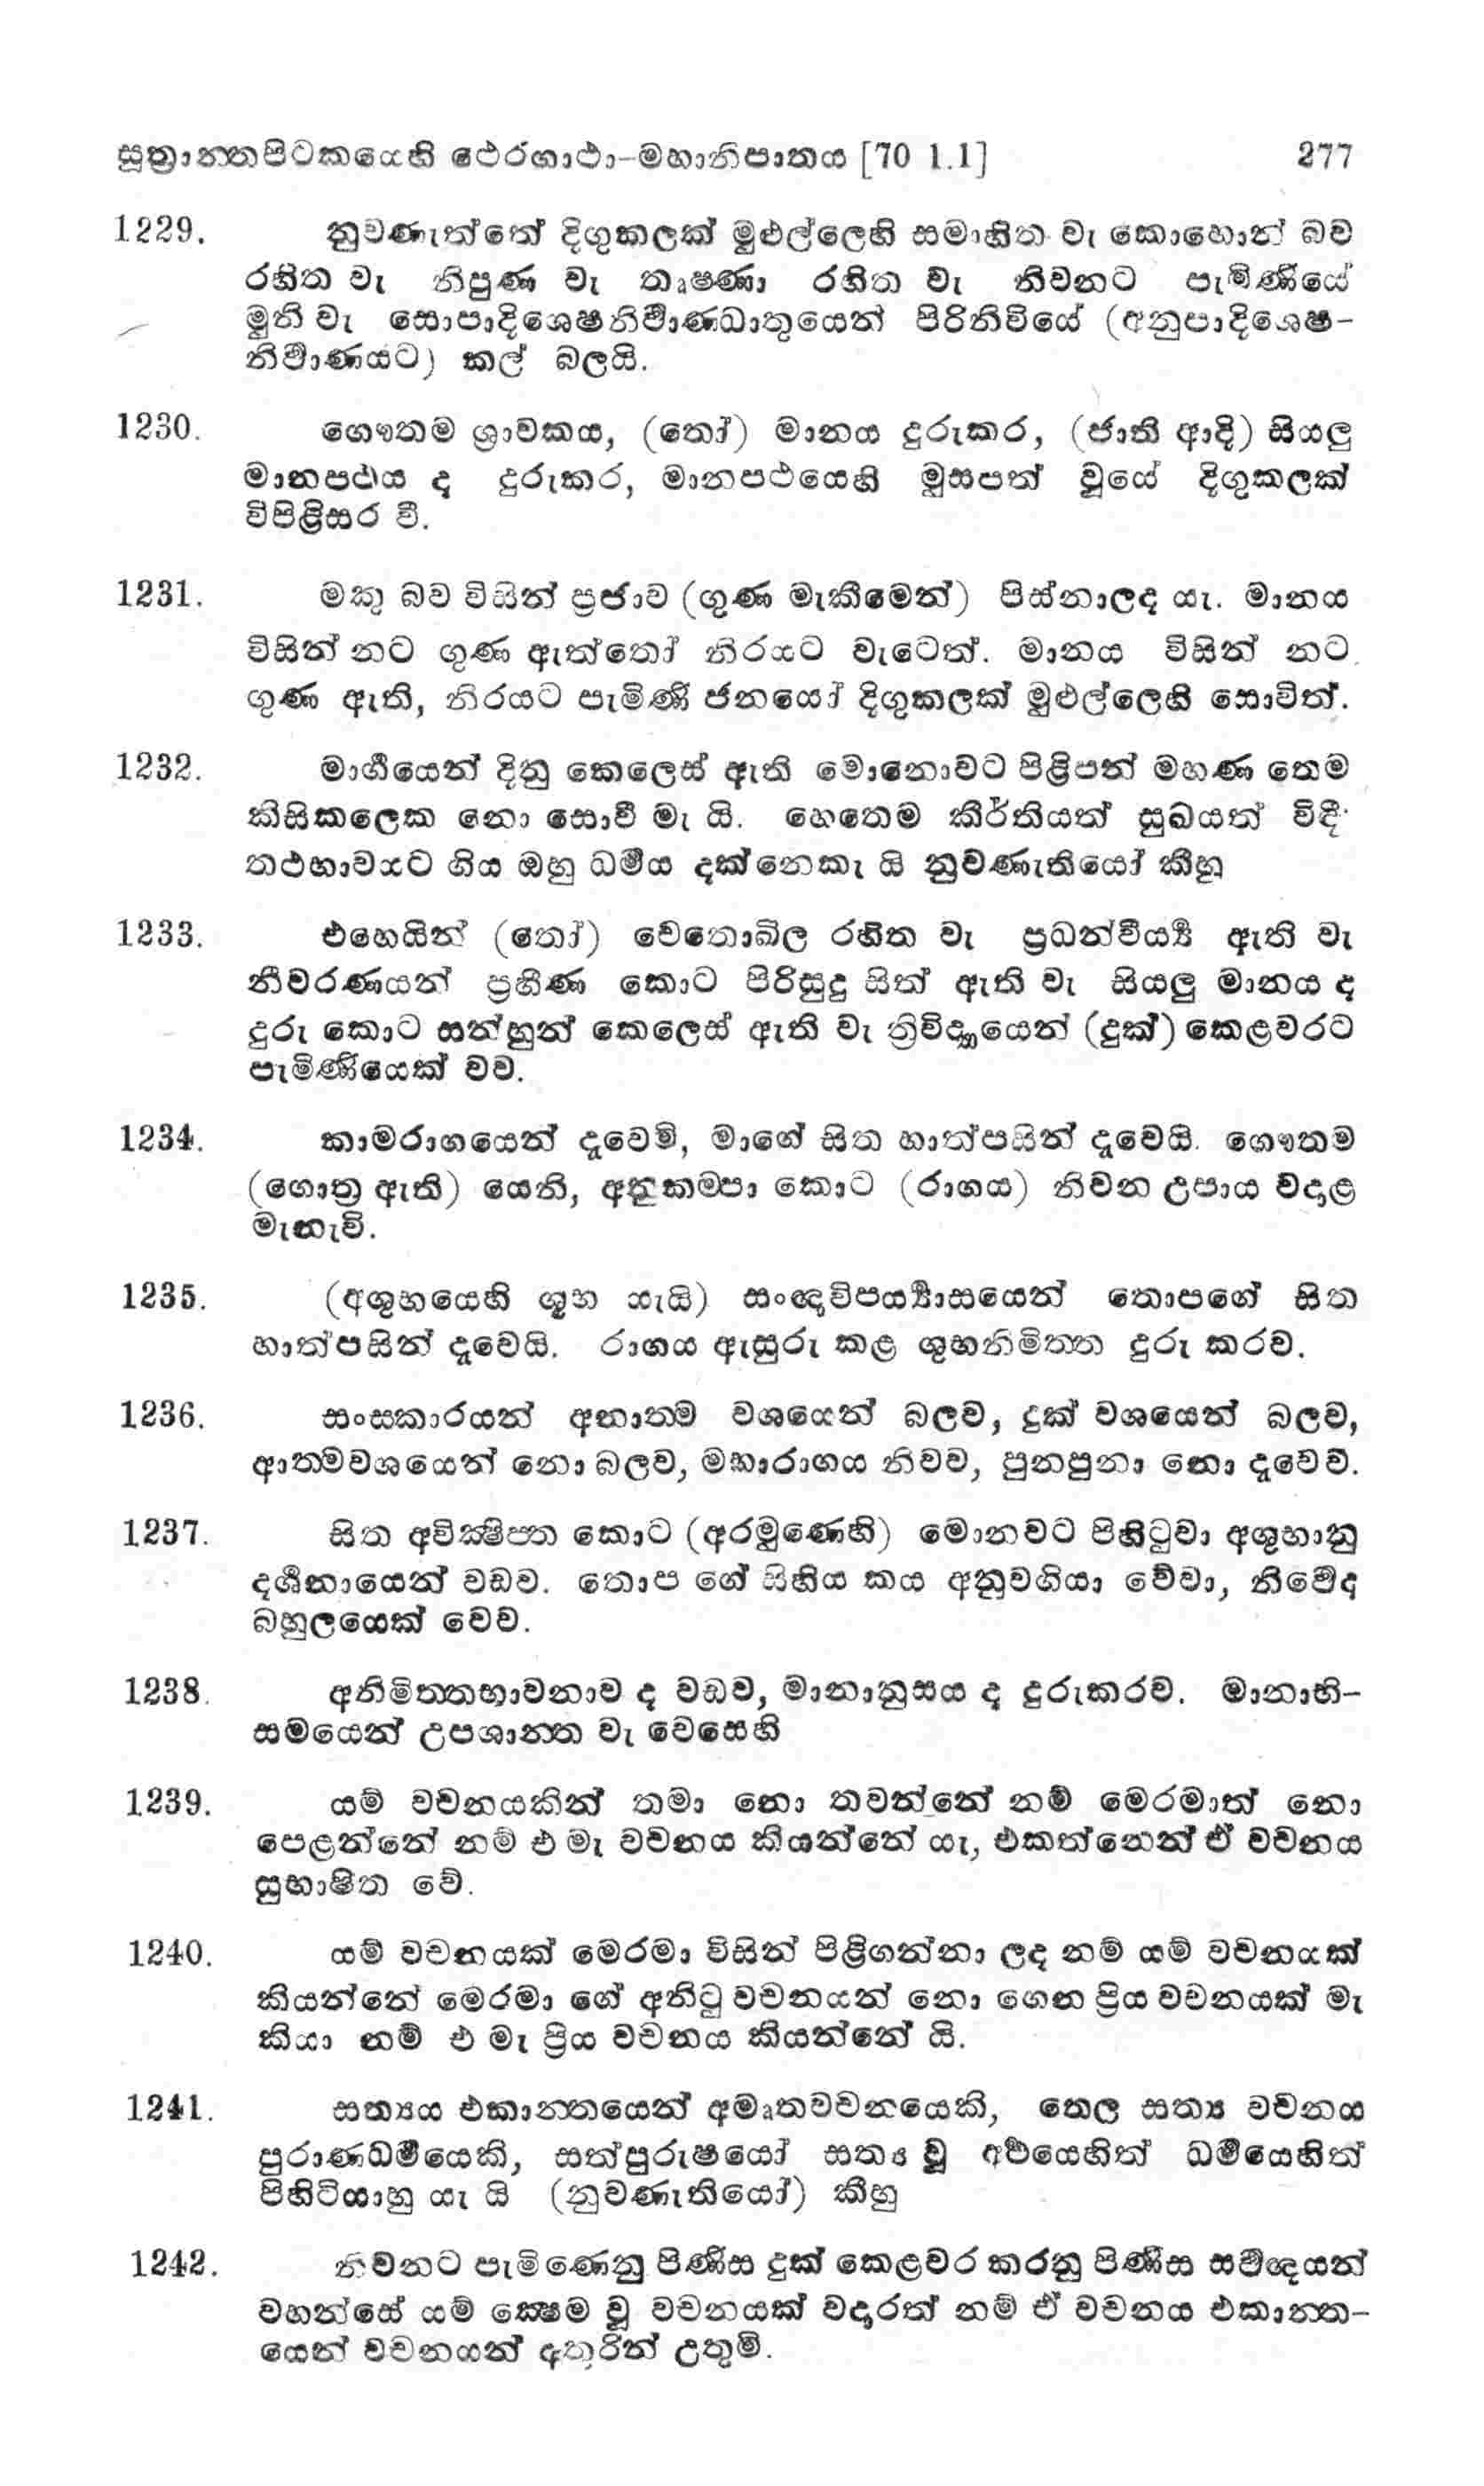 සූත්‍රාන්තපිටකයෙහි ථෙරගාථා-මහානිපාතය [70 1.1] 277
1229. නුවණැත්තේ දිගුකලක් මුළුල්ලෙහි සමාහිත වැ කොහොන් බව
රහිත වැ නිපුණ වැ තෘෂ්ණා රහිත වැ නිවනට පැමිණියේ
මුනි වැ සොපාදිශෙෂනිර්‍වාණධාතුයෙන් පිරිනිවියේ (අනුපාදිශෙෂ-
නිර්‍වාණයට) කල් බලයි.
1230. ගෞතම ශ්‍රාවකය, (තෝ) මානය දුරුකර, (ජාති ආදි) සියලු
මානපථය ද දුරුකර, මානපථයෙහි මුසපත් වූයේ දිගුකලක්
විපිළිසර වී.
1231. මකු බව විසින් ප්‍රජාව (ගුණ මැකීමෙන්) පිස්නාලද යැ. මානය
විසින් නට ගුණ ඇත්තෝ නිරයට වැටෙත්. මානය විසින් නට
ගුණ ඇති, නිරයට පැමිණි ජනයෝ දිගුකලක් මුළුල්ලෙහි සොවිත්.
1232. මාර්‍ගයෙන් දිනු කෙලෙස් ඇති මොනොවට පිළිපන් මහණ තෙම
කිසිකලෙක නො සොවී මැ යි. හෙතෙම කීර්තියත් සුඛයත් විඳී
තථභාවයට ගිය ඔහු ධර්‍මය දක්නෙකැ යි නුවණැතියෝ කීහු
1233. එහෙයින් (තෝ) චෙතොඛිල රහිත වැ ප්‍රධන්වීර්‍ය්‍ය ඇති වැ
නීවරණයන් ප්‍රහීණ කොට පිරිසුදු සිත් ඇති වැ සියලු මානය ද
දුරු කොට සන්හුන් කෙලෙස් ඇති වැ ත්‍රිවිද්‍යායෙන් (දුක්) කෙළවරට
පැමිණියෙක් වව.
1234. කාමරාගයෙන් දැවෙමි, මාගේ සිත හාත්පසින් දැවෙයි. ගෞතම
(ගොත්‍ර ඇති) යෙනි, අනුකම්පා කොට (රාගය) නිවන උපාය වදාළ
මැනැවි.
1235. (අශුභයෙහි ශුභ යැයි) සංඥාවිපර්‍ය්‍යාසයෙන් තොපගේ සිත
හාත්පසින් දැවෙයි. රාගය ඇසුරු කළ ශුභනිමිත්ත දුරු කරව.
1236. සංස්කාරයන් අනාත්ම වශයෙන් බලව, දුක් වශයෙන් බලව,
ආත්මවශයෙන් නො බලව, මහාරාගය නිවව, පුනපුනා නො දැවෙව්.
1237. සිත අවික්‍ෂිප්ත කොට (අරමුණෙහි) මොනවට පිහිටුවා අශුභානු
දර්‍ශනායෙන් වඩව. තොප ගේ සිහිය කය අනුවගියා වේවා, නිර්‍වේද
බහුලයෙක් වෙව.
1238. අනිමිත්තභාවනාව ද වඩව, මානානුසය ද දුරුකරව. මානාභි-
සමයෙන් උපශාන්ත වැ වෙසෙහි
1239. යම් වචනයකින් තමා නො තවන්නේ නම් මෙරමාත් නො
පෙළන්නේ නම් එ මැ වචනය කියන්නේ යැ, එකත්නෙන් ඒ වචනය
සුභාෂිත වේ.
1240. යම් වචනයක් මෙරමා විසින් පිළිගන්නා ලද නම් යම් වචනයක්
කියන්නේ මෙරමා ගේ අනිටු වචනයන් නො ගෙන ප්‍රිය වචනයක් මැ
කියා නම් එ මැ ප්‍රිය වචනය කියන්නේ යි.
1241. සත්‍යය එකාන්තයෙන් අමෘතවචනයෙකි, තෙල සත්‍ය වචනය
පුරාණධර්‍මයෙකි, සත්පුරුෂයෝ සත්‍ය වූ අර්‍ථයෙහිත් ධර්‍මයෙහිත්
පිහිටියාහු යැ යි (නුවණැතියෝ) කීහු
1242. නිවනට පැමිණෙනු පිණිස දුක් කෙළවර කරනු පිණිස සර්‍වඥයන්
වහන්සේ යම් ක්‍ෂෙම වූ වචනයක් වදාරත් නම් ඒ වචනය එකාන්ත-
යෙන් වචනයන් අතුරින් උතුම්.